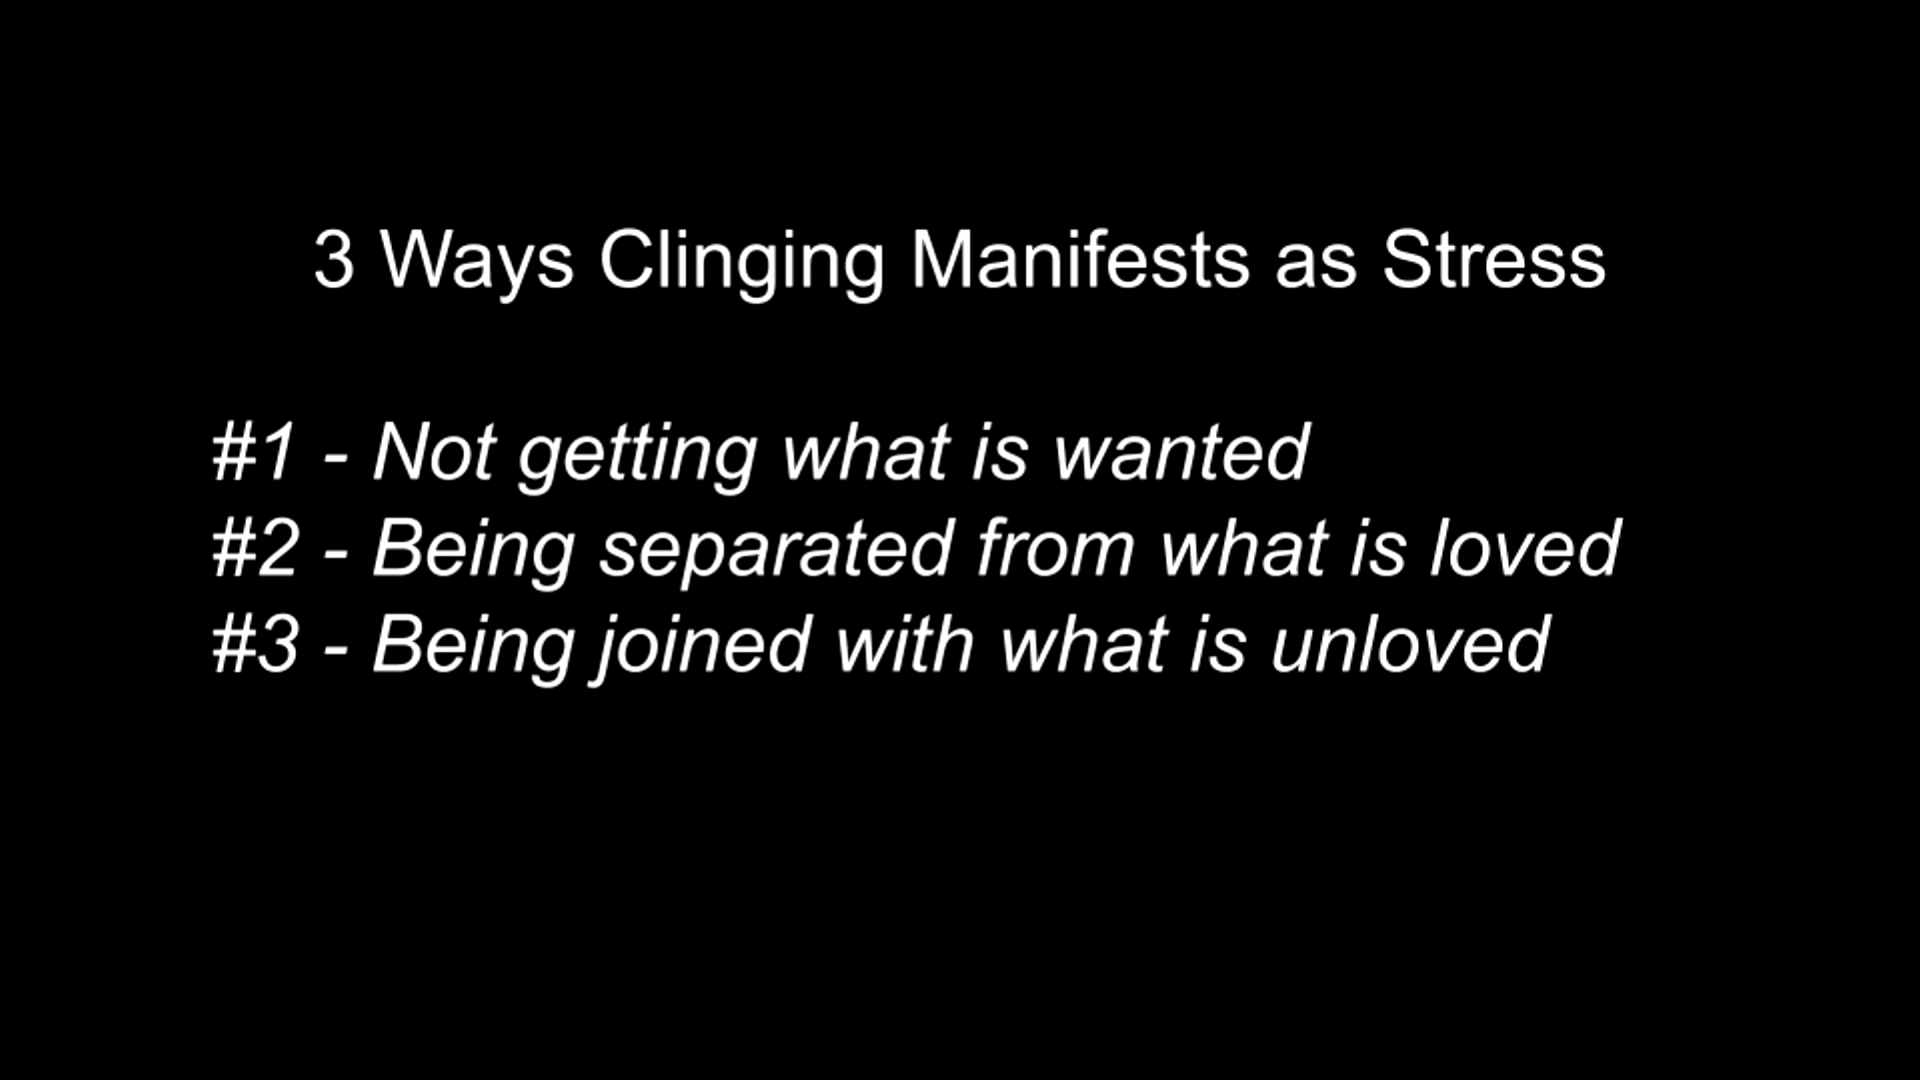 3 Ways Clinging Manifests as Stress
#1 - Not getting what is wanted
#2 - Being separated from what is loved
#3 - Being joined with what is unloved